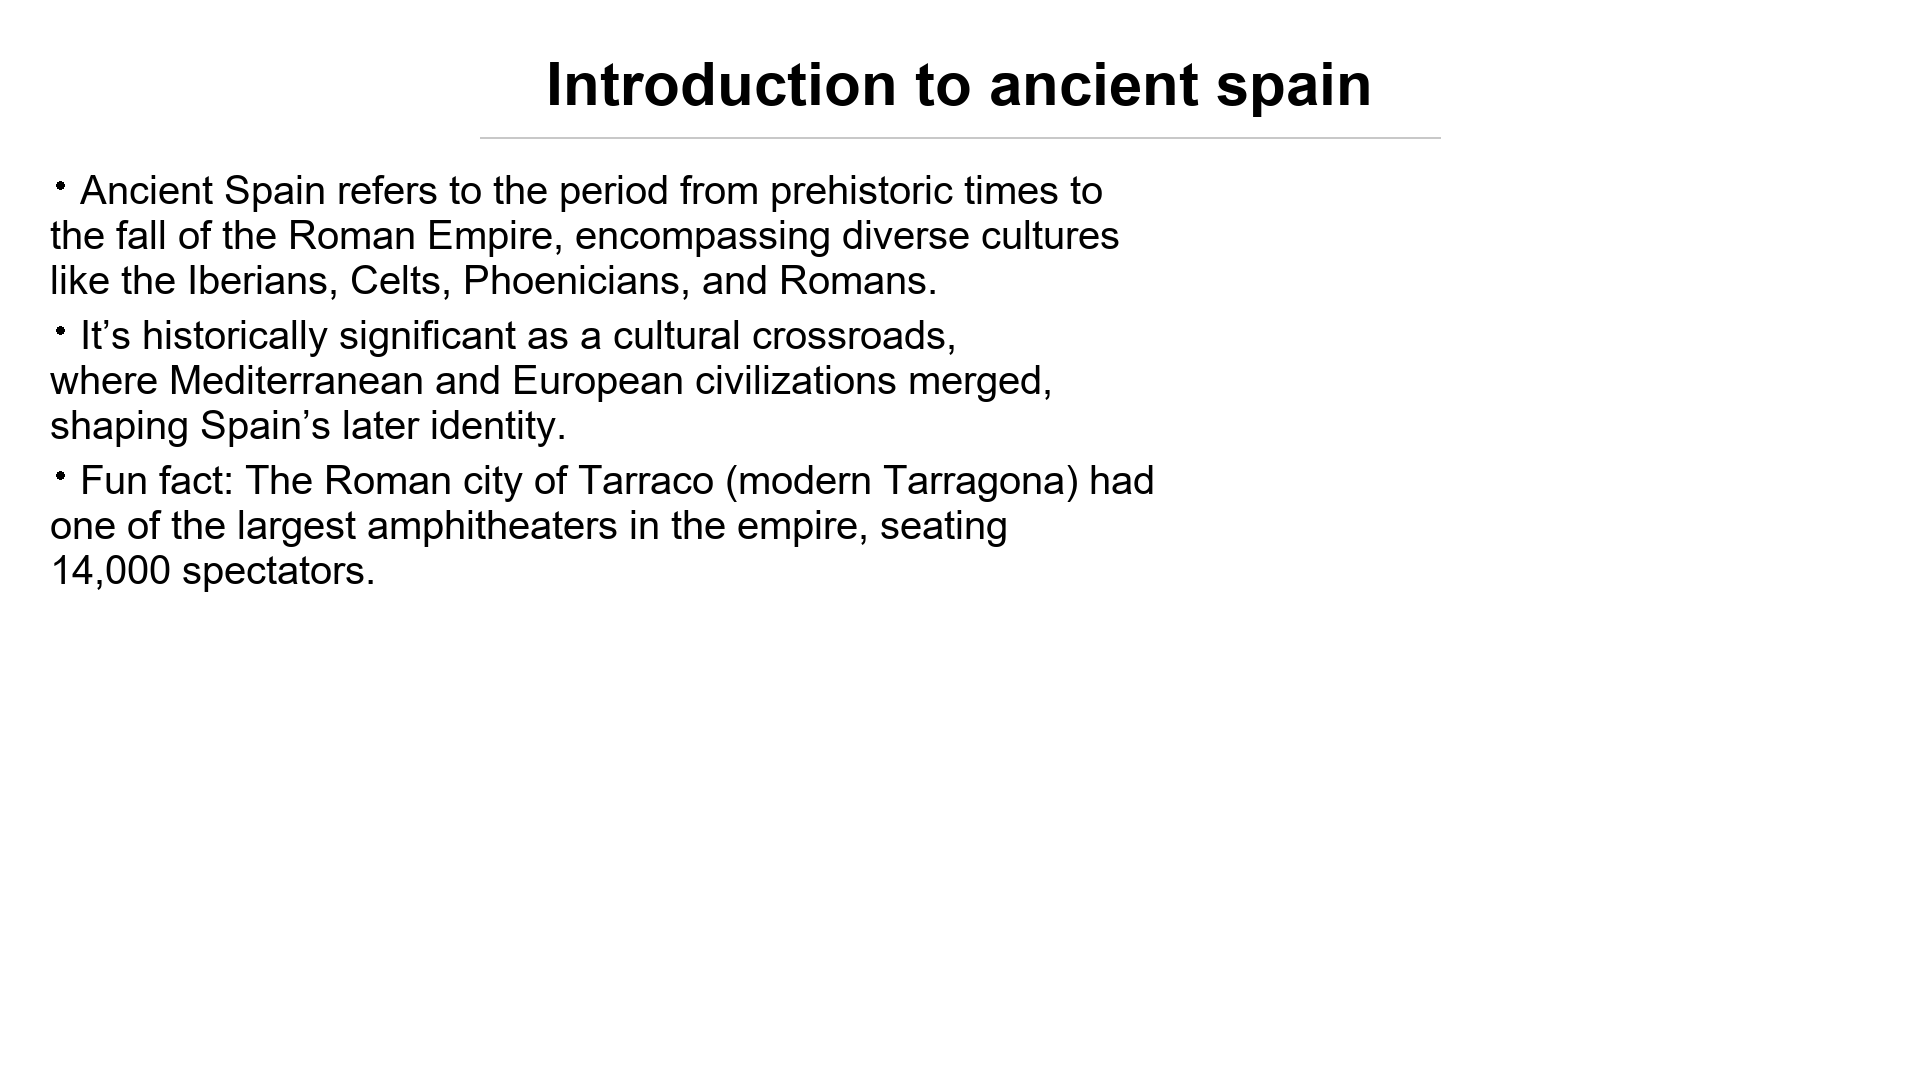 Introduction to ancient spain
• Ancient Spain refers to the period from prehistoric times to
the fall of the Roman Empire, encompassing diverse cultures
like the Iberians, Celts, Phoenicians, and Romans.
• It’s historically significant as a cultural crossroads,
where Mediterranean and European civilizations merged,
shaping Spain’s later identity.
• Fun fact: The Roman city of Tarraco (modern Tarragona) had
one of the largest amphitheaters in the empire, seating
14,000 spectators.